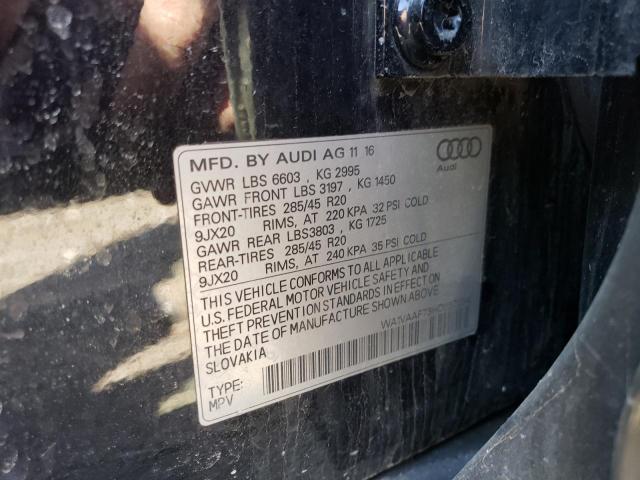 MFD. BY AUDI AG 11 16
Audi
GVWR LBS 6603 , KG 2995
GAWR FRONT LBS 3197 , KG 1450
FRONT-TIRES 285/45 R20
9JX20 RIMS, AT 220 KPA 32 PSI COLD
GAWR REAR LBS3803 , KG 1725
REAR-TIRES 285/45 R20
9JX20 RIMS, AT 240 KPA 35 PSI COLD
THIS VEHICLE CONFORMS TO ALL APPLICABLE
U.S. FEDERAL MOTOR VEHICLE SAFETY AND
THEFT PREVENTION STANDARDS IN EFFECT ON
THE DATE OF MANUFACTURE SHOWN ABOVE.
SLOVAKIA
TYPE:
MPV